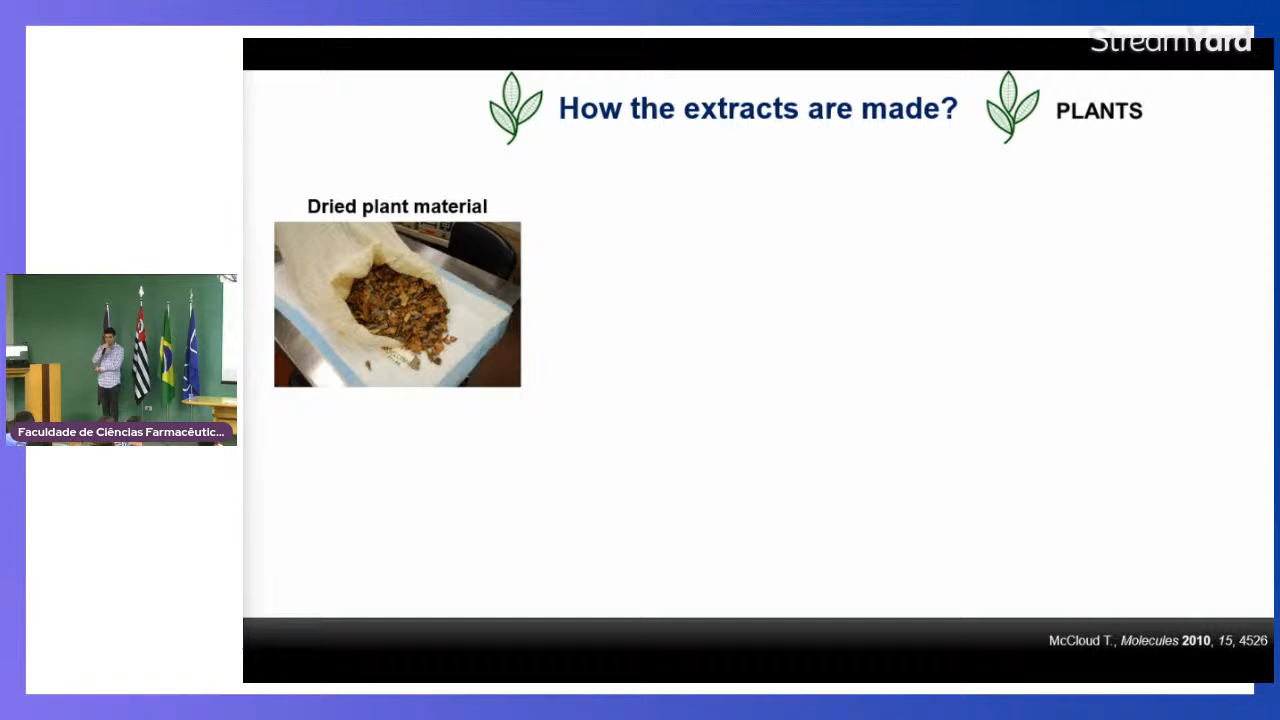 StreamYard
How the extracts are made?
PLANTS
Dried plant material
Faculdade de Ciências Farmacêutic...
McCloud T., Molecules 2010, 15, 4526